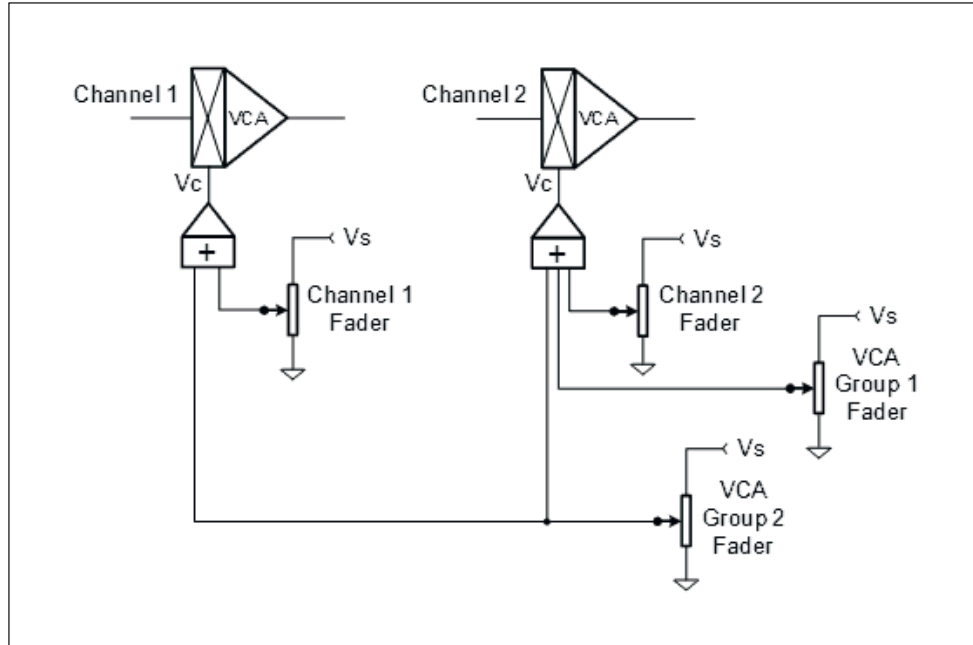 Channel 1
VCA
Vc
+
Vs
Channel 1
Fader
Channel 2
VCA
Vc
+
Vs
Channel 2
Fader
Vs
VCA
Group 1
Fader
Vs
VCA
Group 2
Fader